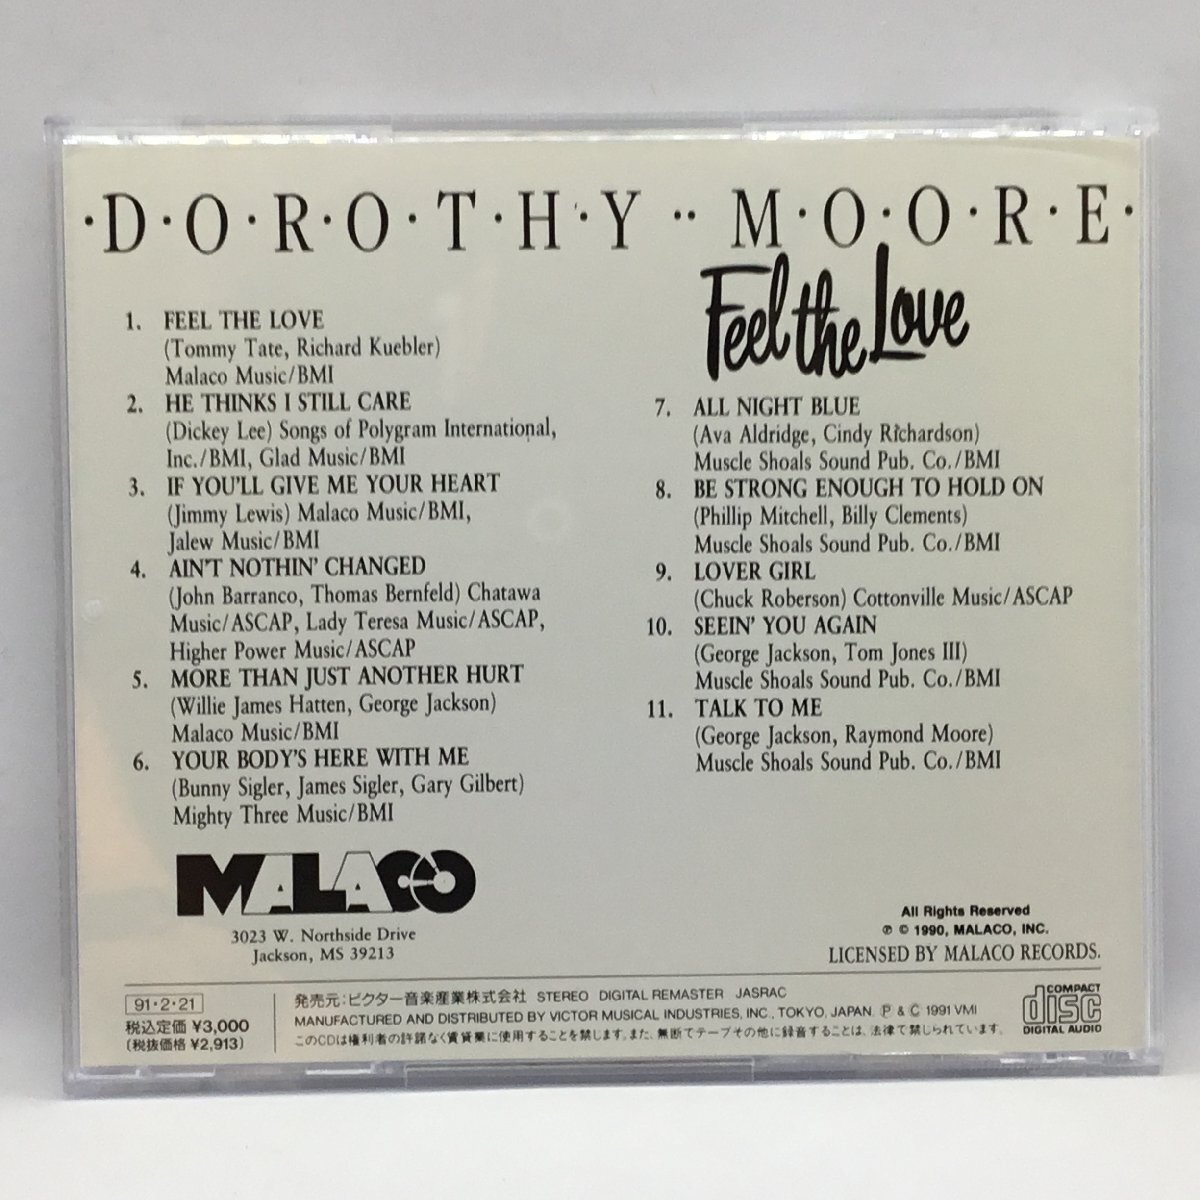 ·D·O·R·O·T·H·Y ·· M·O·O·R·E·
Feel the Love
1. FEEL THE LOVE
(Tommy Tate, Richard Kuebler)
Malaco Music/BMI
2. HE THINKS I STILL CARE
(Dickey Lee) Songs of Polygram International,
Inc./BMI, Glad Music/BMI
3. IF YOU'LL GIVE ME YOUR HEART
(Jimmy Lewis) Malaco Music/BMI,
Jalew Music/BMI
4. AIN'T NOTHIN' CHANGED
(John Barranco, Thomas Bernfeld) Chatawa
Music/ASCAP, Lady Teresa Music/ASCAP,
Higher Power Music/ASCAP
5. MORE THAN JUST ANOTHER HURT
(Willie James Hatten, George Jackson)
Malaco Music/BMI
6. YOUR BODY'S HERE WITH ME
(Bunny Sigler, James Sigler, Gary Gilbert)
Mighty Three Music/BMI
7. ALL NIGHT BLUE
(Ava Aldridge, Cindy Richardson)
Muscle Shoals Sound Pub. Co./BMI
8. BE STRONG ENOUGH TO HOLD ON
(Phillip Mitchell, Billy Clements)
Muscle Shoals Sound Pub. Co./BMI
9. LOVER GIRL
(Chuck Roberson) Cottonville Music/ASCAP
10. SEEIN' YOU AGAIN
(George Jackson, Tom Jones III)
Muscle Shoals Sound Pub. Co./BMI
11. TALK TO ME
(George Jackson, Raymond Moore)
Muscle Shoals Sound Pub. Co./BMI
MALACO
3023 W. Northside Drive
Jackson, MS 39213
All Rights Reserved
℗ © 1990, MALACO, INC.
LICENSED BY MALACO RECORDS.
91·2·21
税込定価 ¥3,000
(税抜価格 ¥2,913)
発売元:ビクター音楽産業株式会社 STEREO DIGITAL REMASTER JASRAC
MANUFACTURED AND DISTRIBUTED BY VICTOR MUSICAL INDUSTRIES, INC., TOKYO, JAPAN. ℗ & © 1991 VMI
このCDは権利者の許諾なく賃貸業に使用することを禁じます。また、無断でテープその他に録音することは、法律で禁じられています。
COMPACT
disc
DIGITAL AUDIO